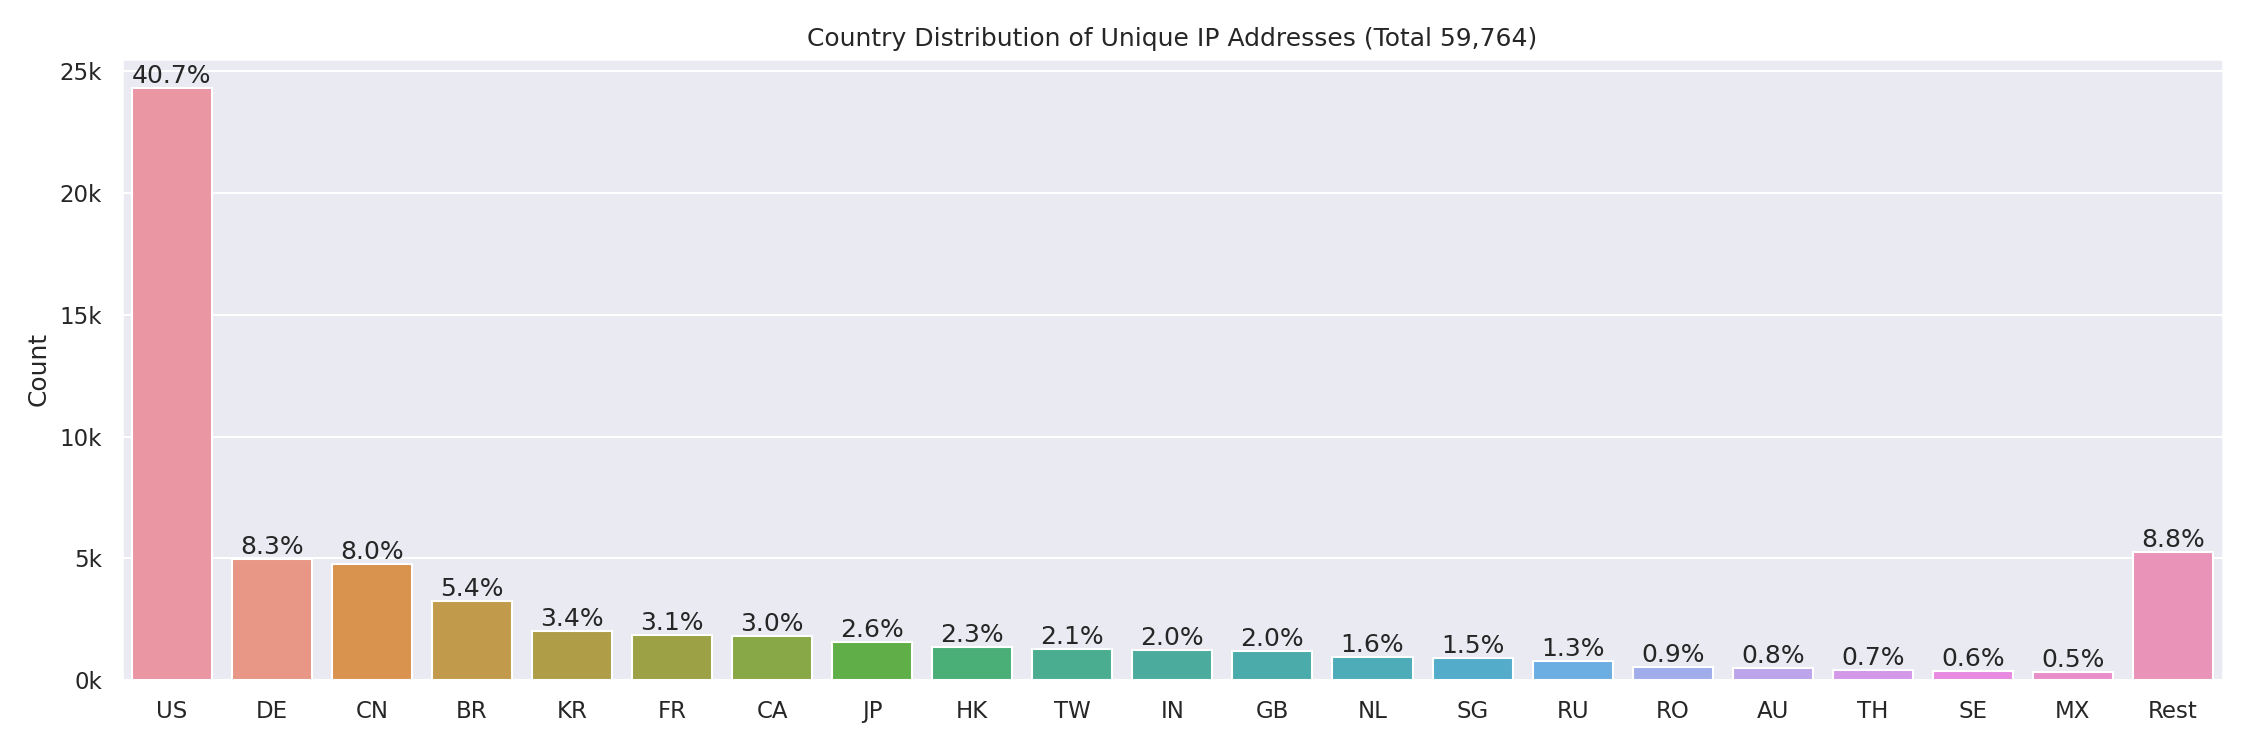 Country Distribution of Unique IP Addresses (Total 59,764)
Count
25k
20k
15k
10k
5k
0k
40.7%
8.3%
8.0%
5.4%
3.4%
3.1%
3.0%
2.6%
2.3%
2.1%
2.0%
2.0%
1.6%
1.5%
1.3%
0.9%
0.8%
0.7%
0.6%
0.5%
8.8%
US DE CN BR KR FR CA JP HK TW IN GB NL SG RU RO AU TH SE MX Rest